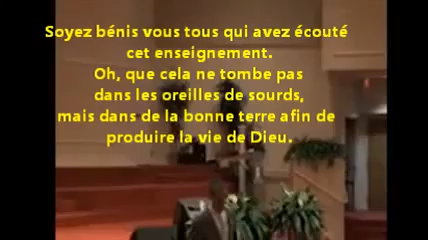 Soyez bénis vous tous qui avez écouté
cet enseignement.
Oh, que cela ne tombe pas
dans les oreilles de sourds,
mais dans de la bonne terre afin de
produire la vie de Dieu.